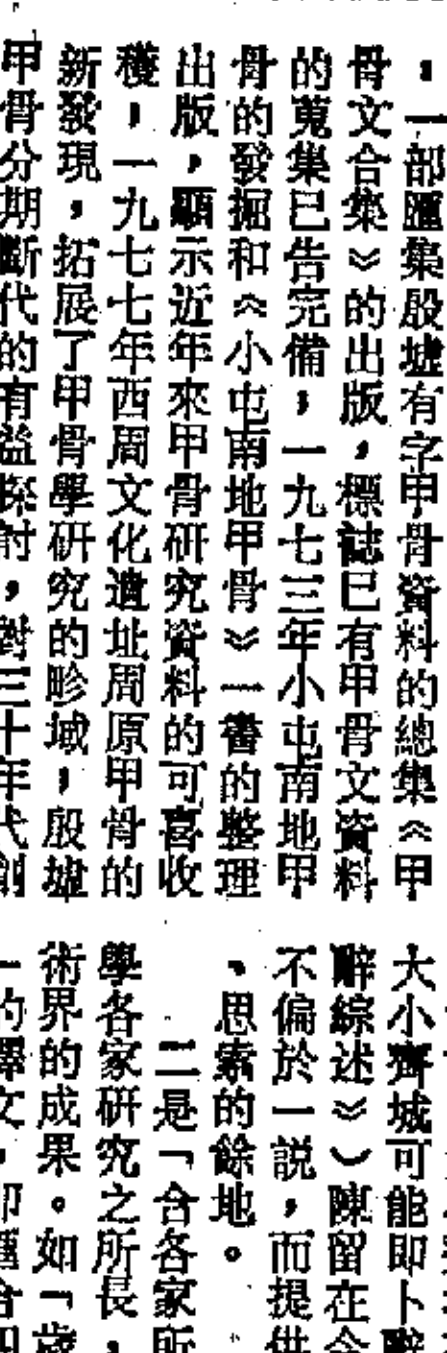 ：一部匯集殷墟有字甲骨資料的總集《甲
骨文合集》的出版，標誌已有甲骨文資料
的蒐集已告完備，一九七三年小屯南地甲
骨的發掘和《小屯南地甲骨》一書的整理
出版，顯示近年來甲骨研究資料的可喜收
穫，一九七七年西周文化遺址周原甲骨的
新發現，拓展了甲骨學研究的畛域，殷墟的
甲骨分期斷代的有益探討，對三十年代創
大小齊城可能即卜辭
辭綜述》）陳留在今
不偏於一説，而提供
、思索的餘地。
二是「合各家所
學各家研究之所長，
術界的成果。如「歲
一的釋文，即匯合四